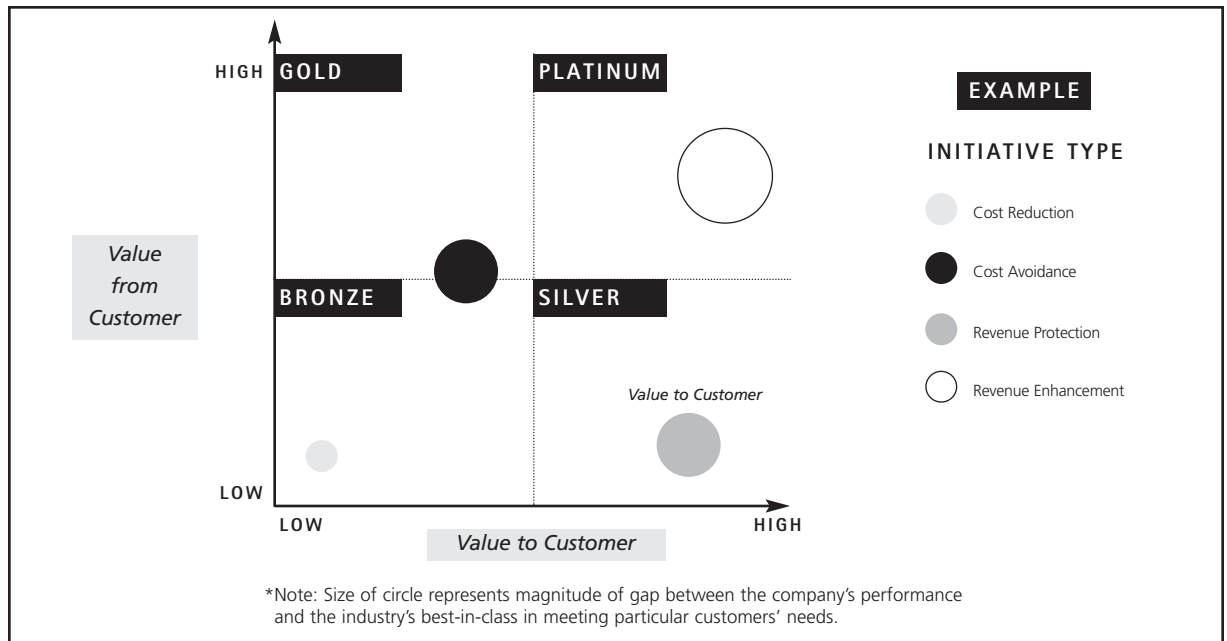 HIGH
GOLD
PLATINUM
EXAMPLE
INITIATIVE TYPE
Cost Reduction
Cost Avoidance
Revenue Protection
Revenue Enhancement
Value
from
Customer
BRONZE
SILVER
Value to Customer
LOW
LOW
HIGH
Value to Customer
*Note: Size of circle represents magnitude of gap between the company’s performance
and the industry’s best-in-class in meeting particular customers’ needs.